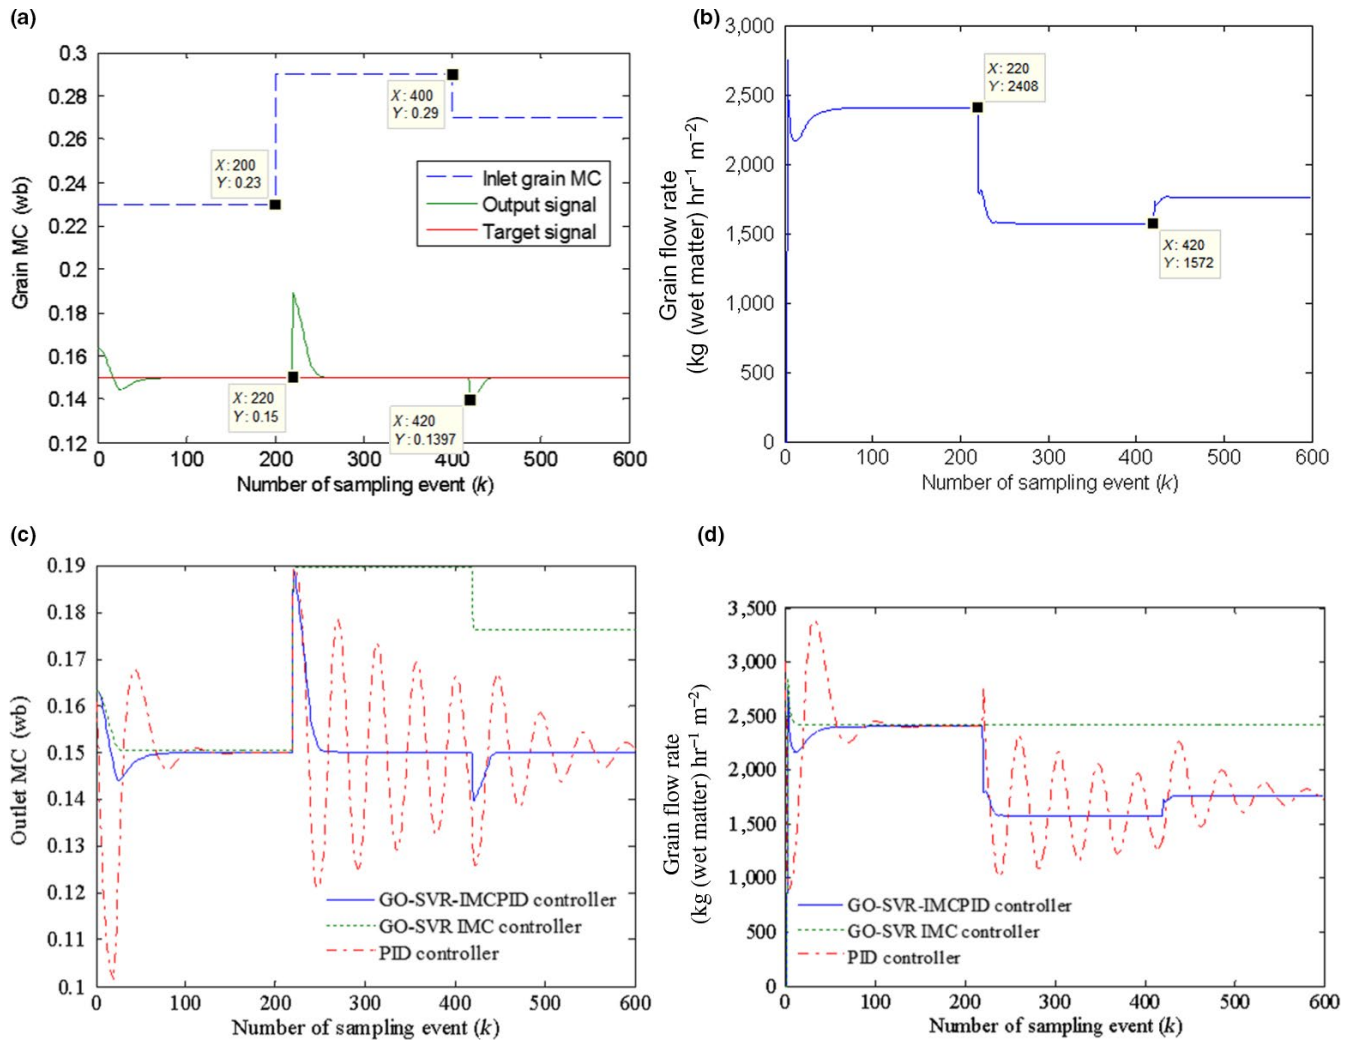 (a)
0.3
0.28
0.26
0.24
0.22
0.2
0.18
0.16
0.14
0.12
Grain MC (wb)
X: 400
Y: 0.29
X: 200
Y: 0.23
Inlet grain MC
Output signal
Target signal
X: 220
Y: 0.15
X: 420
Y: 0.1397
0 100 200 300 400 500 600
Number of sampling event (k)
(b)
3,000
2,500
2,000
1,500
1,000
500
0
Grain flow rate
(kg (wet matter) hr⁻¹ m⁻²)
X: 220
Y: 2408
X: 420
Y: 1572
0 100 200 300 400 500 600
Number of sampling event (k)
(c)
0.19
0.18
0.17
0.16
0.15
0.14
0.13
0.12
0.11
0.1
Outlet MC (wb)
GO-SVR-IMCPID controller
GO-SVR IMC controller
PID controller
0 100 200 300 400 500 600
Number of sampling event (k)
(d)
3,500
3,000
2,500
2,000
1,500
1,000
500
0
Grain flow rate
(kg (wet matter) hr⁻¹ m⁻²)
GO-SVR-IMCPID controller
GO-SVR IMC controller
PID controller
0 100 200 300 400 500 600
Number of sampling event (k)